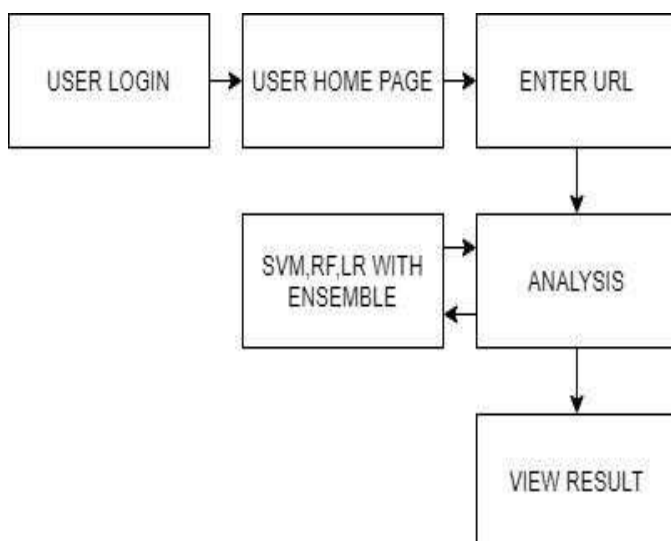 USER LOGIN
USER HOME PAGE
ENTER URL
SVM,RF,LR WITH
ENSEMBLE
ANALYSIS
VIEW RESULT